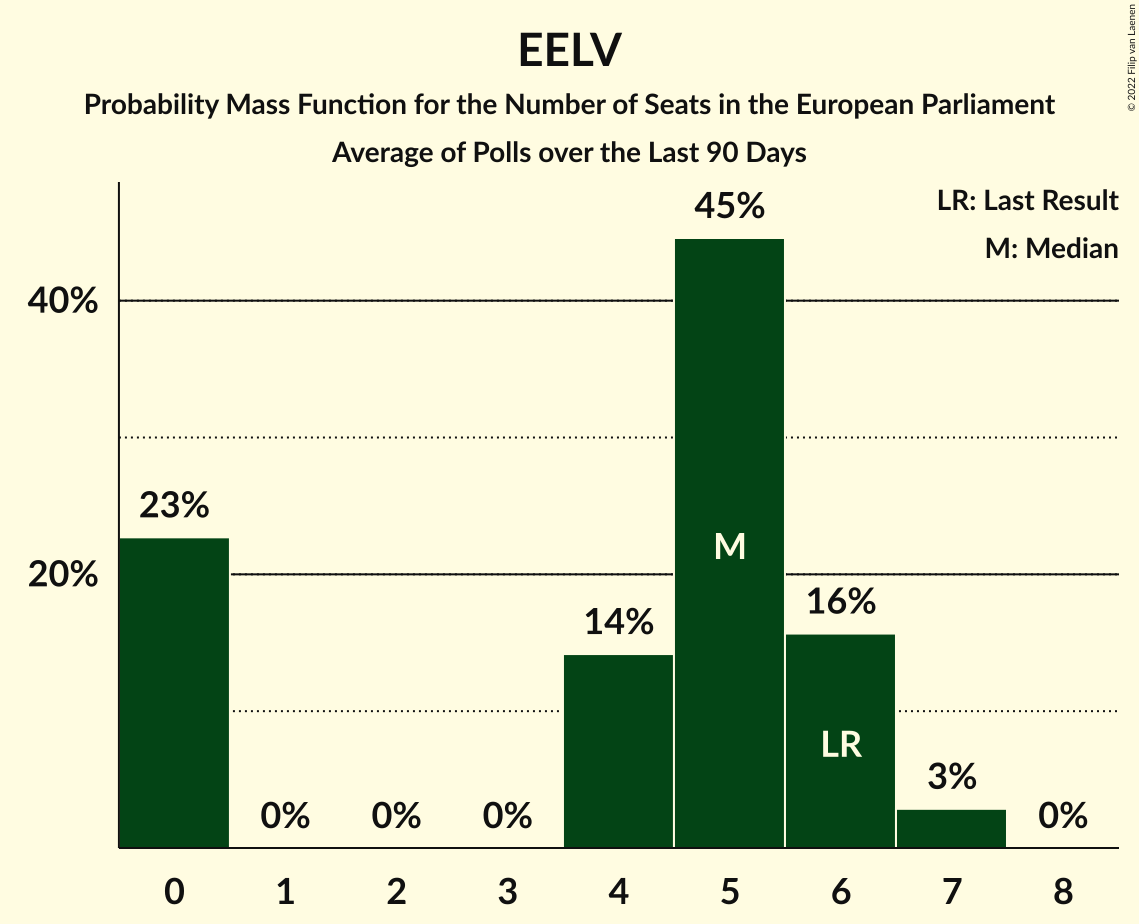 EELV
Probability Mass Function for the Number of Seats in the European Parliament
Average of Polls over the Last 90 Days
© 2022 Filip van Laenen
LR: Last Result
M: Median
45%
40%
23%
M
20%
16%
14%
LR
3%
0%
0%
0%
0%
0
1
2
3
4
5
6
7
8